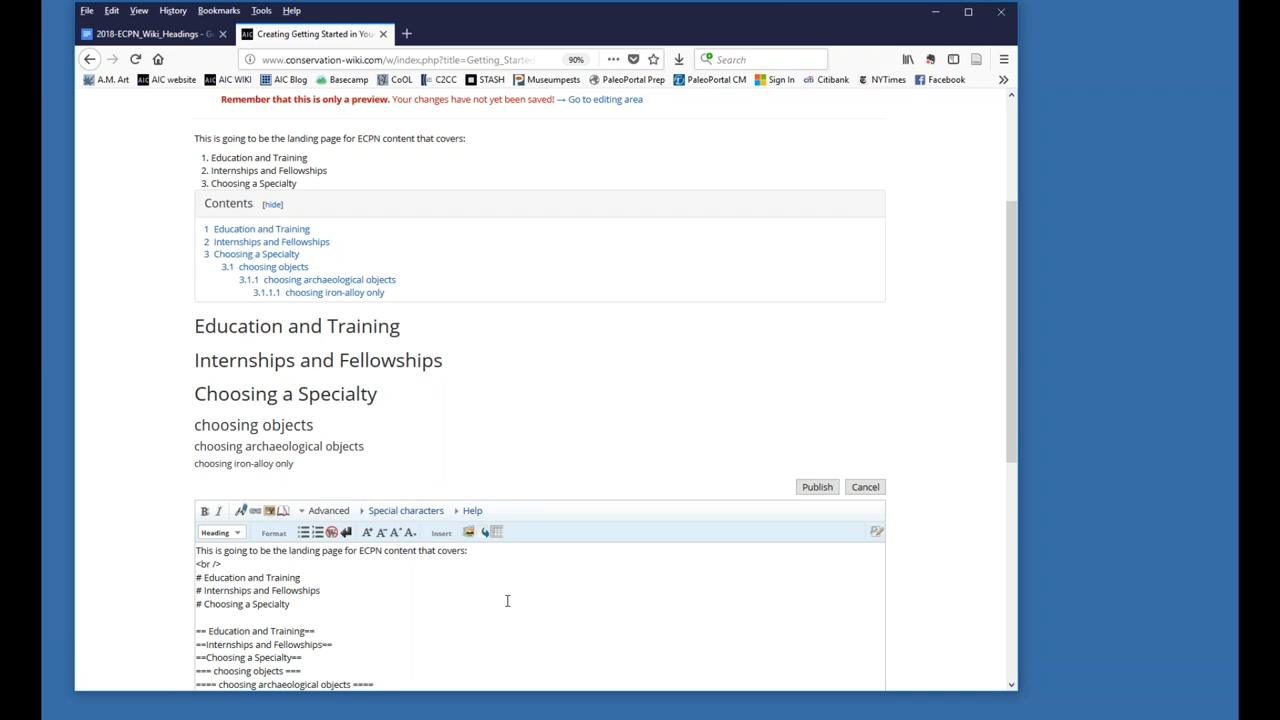 File Edit View History Bookmarks Tools Help
2018-ECPN_Wiki_Headings - G
AIC Creating Getting Started in You
www.conservation-wiki.com/w/index.php?title=Getting_Started 90% Search
A.M. Art AIC AIC website AIC AIC WIKI AIC Blog Basecamp CoOL C2CC STASH Museumpests PaleoPortal Prep PaleoPortal CM Sign In citi Citibank NYTimes Facebook
Remember that this is only a preview. Your changes have not yet been saved! → Go to editing area
This is going to be the landing page for ECPN content that covers:
1. Education and Training
2. Internships and Fellowships
3. Choosing a Specialty
Contents [hide]
1 Education and Training
2 Internships and Fellowships
3 Choosing a Specialty
3.1 choosing objects
3.1.1 choosing archaeological objects
3.1.1.1 choosing iron-alloy only
Education and Training
Internships and Fellowships
Choosing a Specialty
choosing objects
choosing archaeological objects
choosing iron-alloy only
Publish Cancel
B I Advanced Special characters Help
Heading Format Insert
This is going to be the landing page for ECPN content that covers:
<br />
# Education and Training
# Internships and Fellowships
# Choosing a Specialty
== Education and Training==
==Internships and Fellowships==
==Choosing a Specialty==
=== choosing objects ===
==== choosing archaeological objects ====